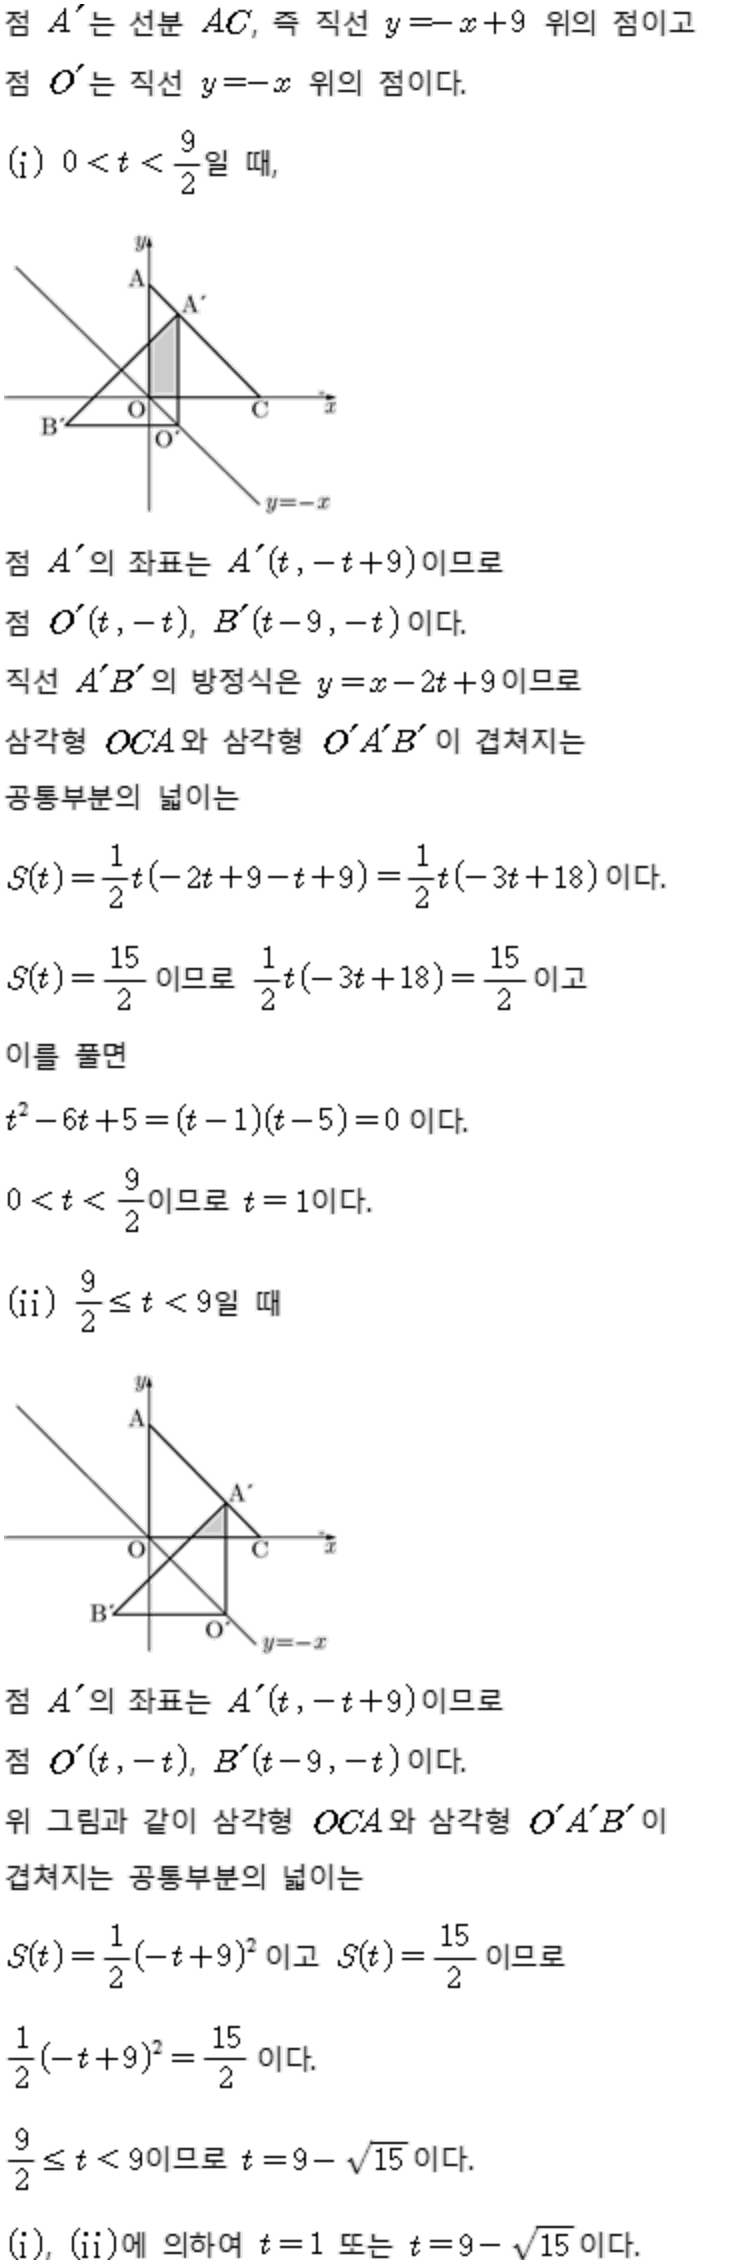 점 A′는 선분 AC, 즉 직선 y=-x+9 위의 점이고
점 O′는 직선 y=-x 위의 점이다.
(i) 0<t<9/2일 때,
y
A
A′
O
C
x
B′
O′
y=-x
점 A′의 좌표는 A′(t, -t+9)이므로
점 O′(t, -t), B′(t-9, -t)이다.
직선 A′B′의 방정식은 y=x-2t+9이므로
삼각형 OCA와 삼각형 O′A′B′이 겹쳐지는
공통부분의 넓이는
S(t)=1/2t(-2t+9-t+9)=1/2t(-3t+18)이다.
S(t)=15/2 이므로 1/2t(-3t+18)=15/2 이고
이를 풀면
t²-6t+5=(t-1)(t-5)=0 이다.
0<t<9/2이므로 t=1이다.
(ii) 9/2≤t<9일 때
y
A
A′
O
C
x
B′
O′
y=-x
점 A′의 좌표는 A′(t, -t+9)이므로
점 O′(t, -t), B′(t-9, -t)이다.
위 그림과 같이 삼각형 OCA와 삼각형 O′A′B′이
겹쳐지는 공통부분의 넓이는
S(t)=1/2(-t+9)² 이고 S(t)=15/2 이므로
1/2(-t+9)²=15/2 이다.
9/2≤t<9이므로 t=9-√15 이다.
(i), (ii)에 의하여 t=1 또는 t=9-√15 이다.